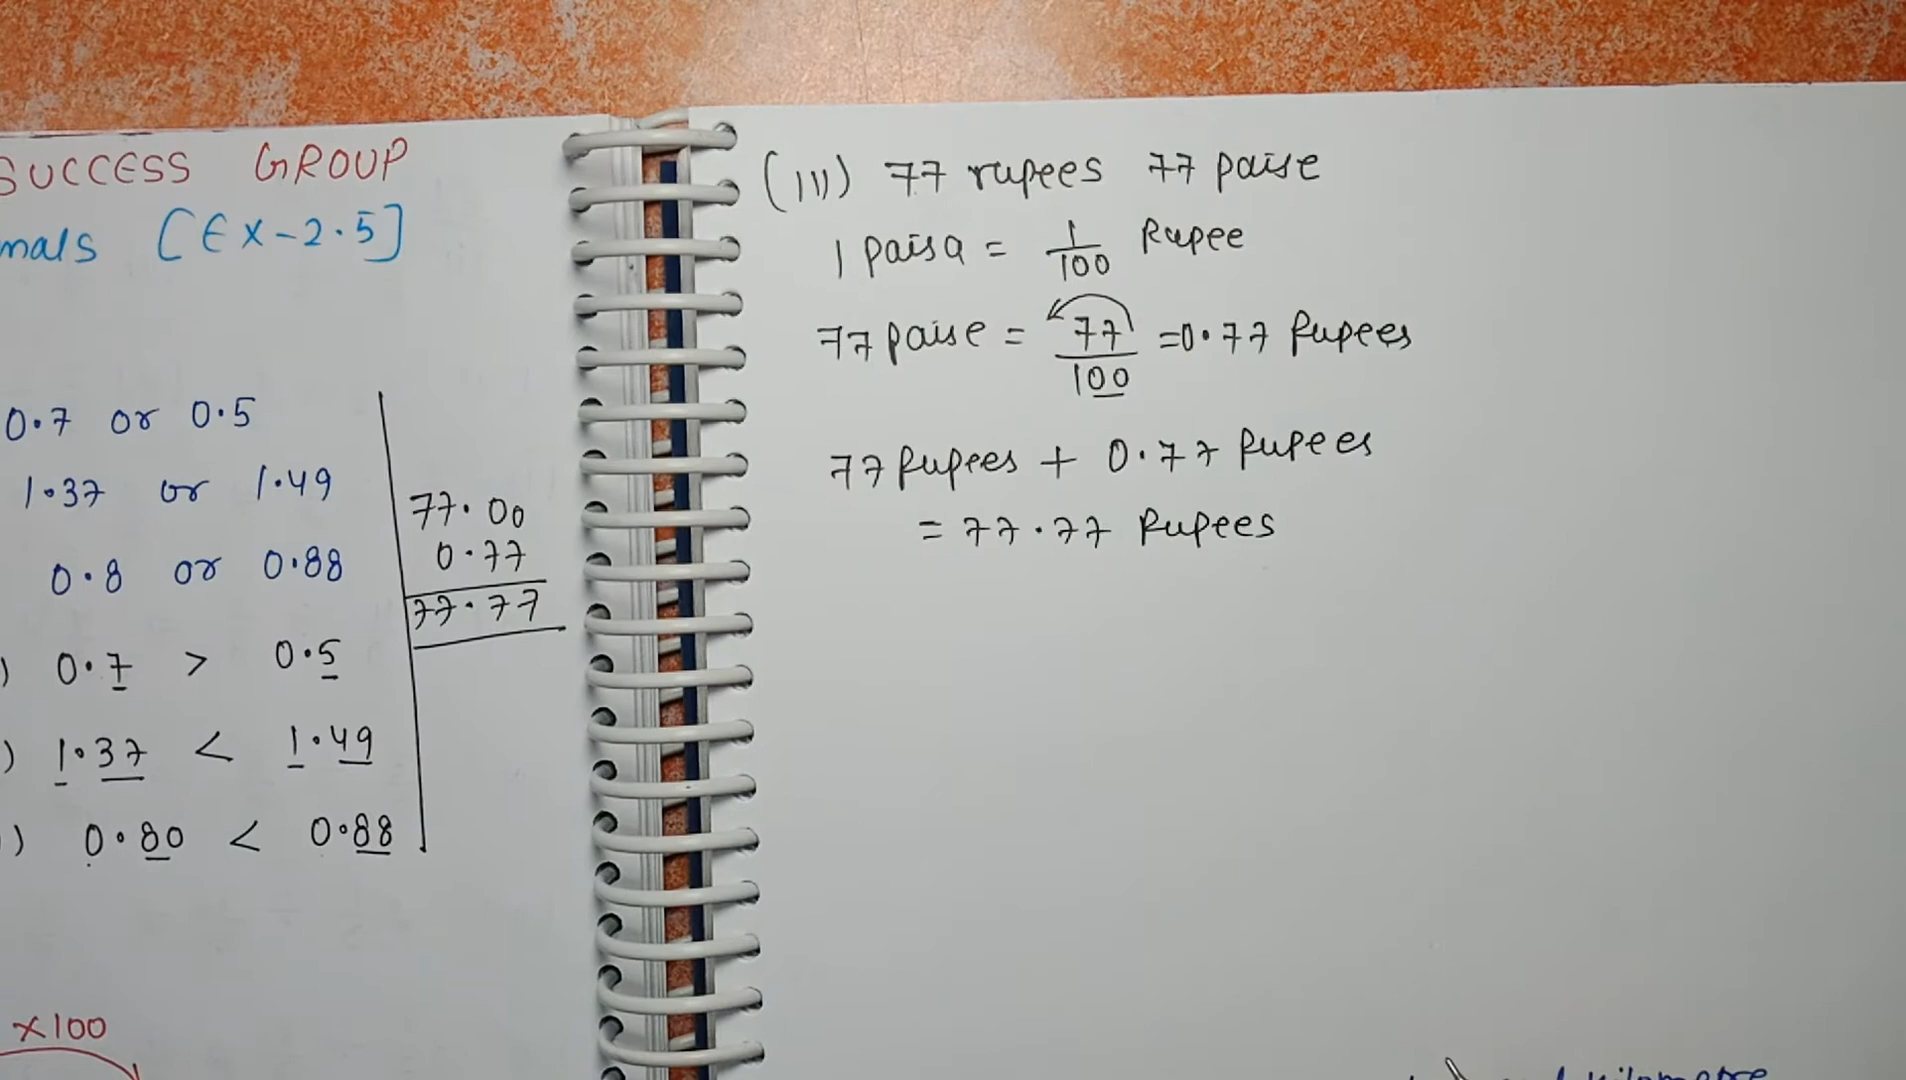 SUCCESS GROUP
[EX-2.5]
0.7 or 0.5
1.37 or 1.49
0.8 or 0.88
) 0.7 > 0.5
) 1.37 < 1.49
) 0.80 < 0.88
77.00
0.77
77.77
×100
(iii) 77 rupees 77 paise
1 paisa = 1/100 Rupee
77 paise = 77/100 = 0.77 Rupees
77 Rupees + 0.77 Rupees
= 77.77 Rupees